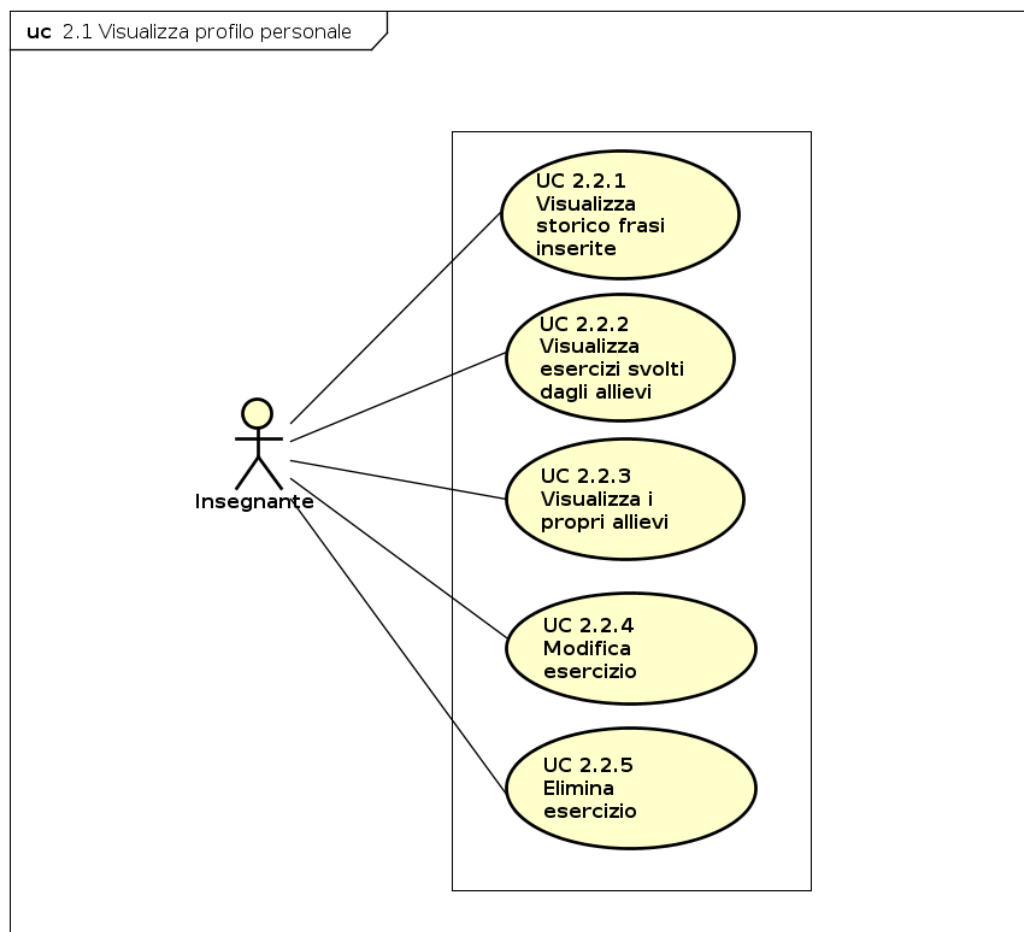 uc 2.1 Visualizza profilo personale
UC 2.2.1
Visualizza
storico frasi
inserite
UC 2.2.2
Visualizza
esercizi svolti
dagli allievi
UC 2.2.3
Visualizza i
propri allievi
Insegnante
UC 2.2.4
Modifica
esercizio
UC 2.2.5
Elimina
esercizio